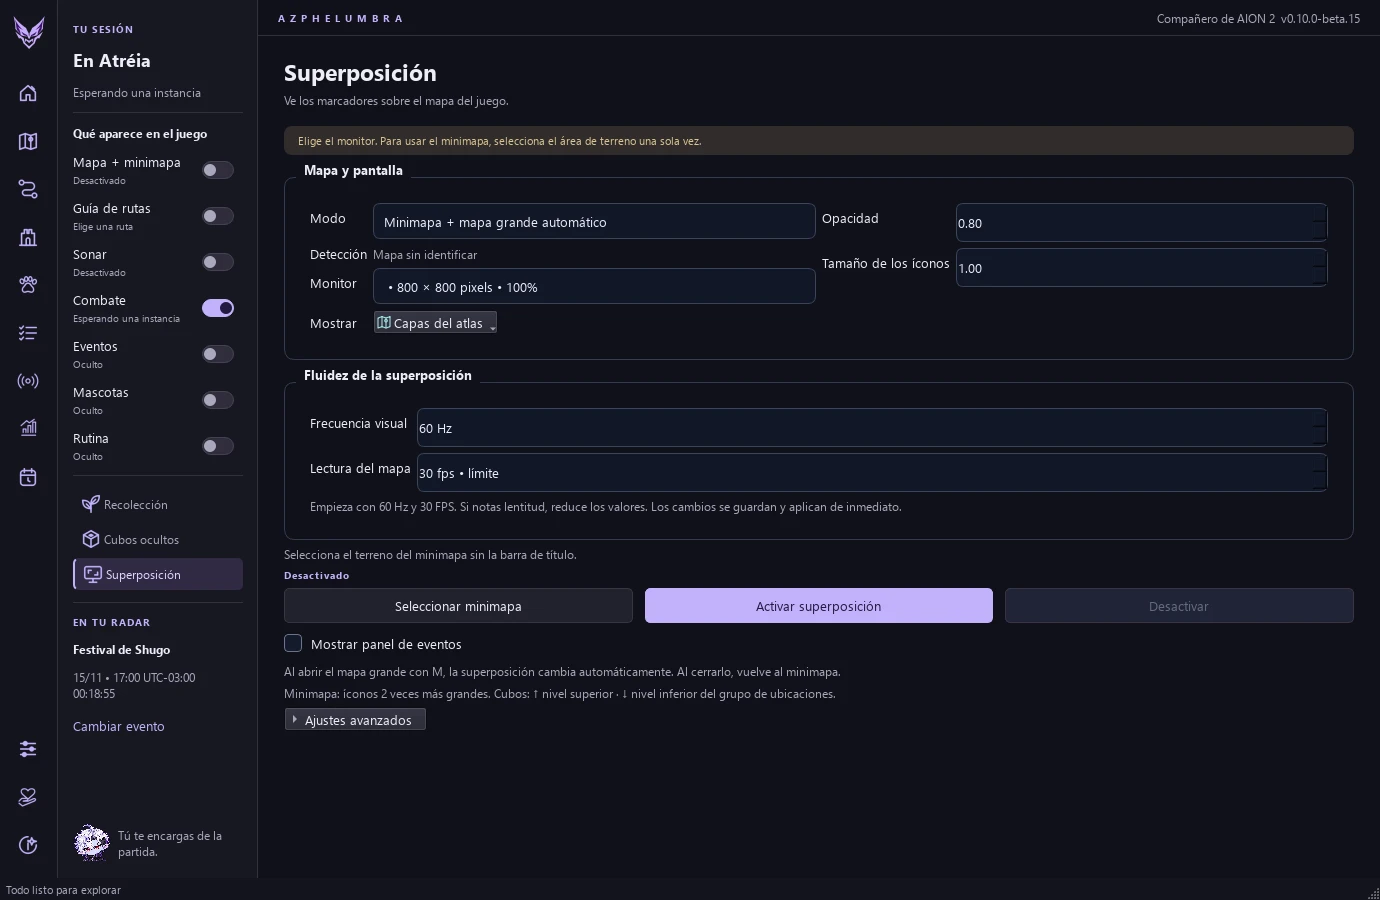 AZPHELUMBRA
Compañero de AION 2 v0.10.0-beta.15
TU SESIÓN
En Atréia
Esperando una instancia
Qué aparece en el juego
Mapa + minimapa
Desactivado
Guía de rutas
Elige una ruta
Sonar
Desactivado
Combate
Esperando una instancia
Eventos
Oculto
Mascotas
Oculto
Rutina
Oculto
Recolección
Cubos ocultos
Superposición
EN TU RADAR
Festival de Shugo
15/11 • 17:00 UTC-03:00
00:18:55
Cambiar evento
Tú te encargas de la
partida.
Superposición
Ve los marcadores sobre el mapa del juego.
Elige el monitor. Para usar el minimapa, selecciona el área de terreno una sola vez.
Mapa y pantalla
Modo
Minimapa + mapa grande automático
Detección
Mapa sin identificar
Monitor
• 800 × 800 pixels • 100%
Mostrar
Capas del atlas
Opacidad
0.80
Tamaño de los íconos
1.00
Fluidez de la superposición
Frecuencia visual
60 Hz
Lectura del mapa
30 fps • límite
Empieza con 60 Hz y 30 FPS. Si notas lentitud, reduce los valores. Los cambios se guardan y aplican de inmediato.
Selecciona el terreno del minimapa sin la barra de título.
Desactivado
Seleccionar minimapa
Activar superposición
Desactivar
Mostrar panel de eventos
Al abrir el mapa grande con M, la superposición cambia automáticamente. Al cerrarlo, vuelve al minimapa.
Minimapa: íconos 2 veces más grandes. Cubos: ↑ nivel superior · ↓ nivel inferior del grupo de ubicaciones.
Ajustes avanzados
Todo listo para explorar